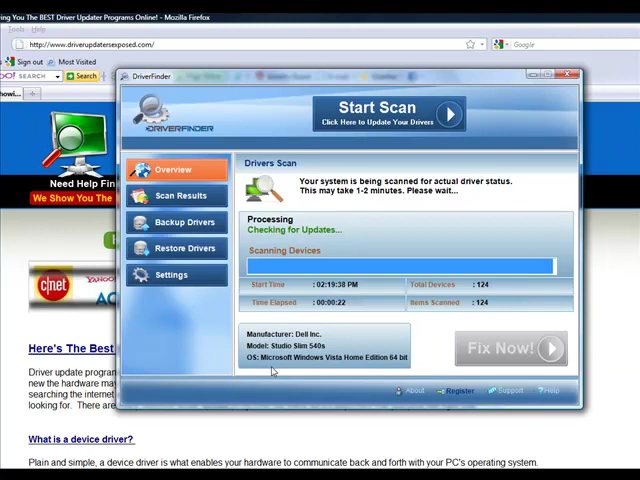 ing You The BEST Driver Updater Programs Online! - Mozilla Firefox
Tools Help
http://www.driverupdatersexposed.com/
Google
Sign out Most Visited
OO! SEARCH Search
DriverFinder
howi...
Start Scan
Click Here to Update Your Drivers
DRIVERFINDER
Overview
Scan Results
Backup Drivers
Restore Drivers
Settings
Drivers Scan
Your system is being scanned for actual driver status.
This may take 1-2 minutes. Please wait...
Processing
Checking for Updates...
Scanning Devices
Start Time : 02:19:38 PM Total Devices : 124
Time Elapsed : 00:00:22 Items Scanned : 124
Manufacturer: Dell Inc.
Model: Studio Slim 540s
OS: Microsoft Windows Vista Home Edition 64 bit
Fix Now!
About Register Support Help
Need Help Fin
We Show You The
c|net
YAHOO
AO
Here's The Best
Driver update program
new the hardware may
searching the internet
looking for. There are
What is a device driver?
Plain and simple, a device driver is what enables your hardware to communicate back and forth with your PC's operating system.